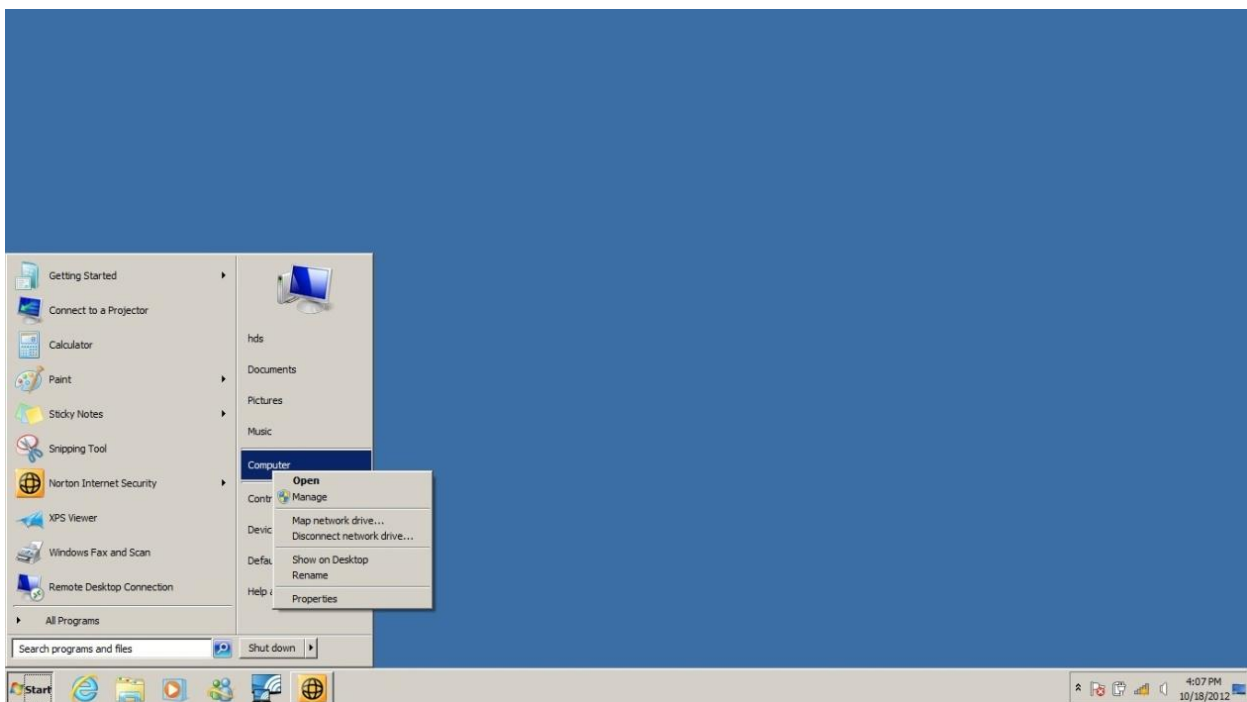 Getting Started
Connect to a Projector
Calculator
Paint
Sticky Notes
Snipping Tool
Norton Internet Security
XPS Viewer
Windows Fax and Scan
Remote Desktop Connection
All Programs
Search programs and files
hds
Documents
Pictures
Music
Computer
Contr
Devic
Defau
Help a
Shut down
Open
Manage
Map network drive...
Disconnect network drive...
Show on Desktop
Rename
Properties
Start
4:07 PM
10/18/2012